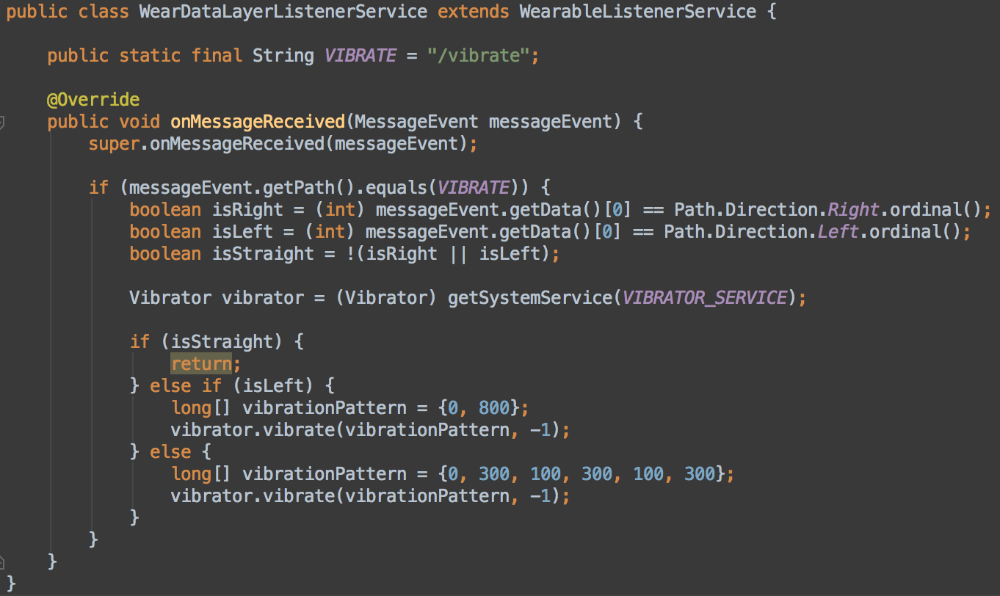 public class WearDataLayerListenerService extends WearableListenerService {
public static final String VIBRATE = "/vibrate";
@Override
public void onMessageReceived(MessageEvent messageEvent) {
super.onMessageReceived(messageEvent);
if (messageEvent.getPath().equals(VIBRATE)) {
boolean isRight = (int) messageEvent.getData()[0] == Path.Direction.Right.ordinal();
boolean isLeft = (int) messageEvent.getData()[0] == Path.Direction.Left.ordinal();
boolean isStraight = !(isRight || isLeft);
Vibrator vibrator = (Vibrator) getSystemService(VIBRATOR_SERVICE);
if (isStraight) {
return;
} else if (isLeft) {
long[] vibrationPattern = {0, 800};
vibrator.vibrate(vibrationPattern, -1);
} else {
long[] vibrationPattern = {0, 300, 100, 300, 100, 300};
vibrator.vibrate(vibrationPattern, -1);
}
}
}
}